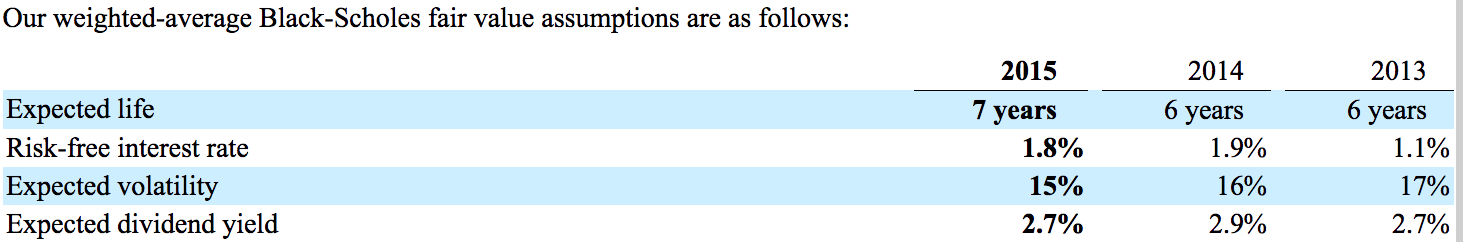 Our weighted-average Black-Scholes fair value assumptions are as follows:
2015 2014 2013
Expected life 7 years 6 years 6 years
Risk-free interest rate 1.8% 1.9% 1.1%
Expected volatility 15% 16% 17%
Expected dividend yield 2.7% 2.9% 2.7%